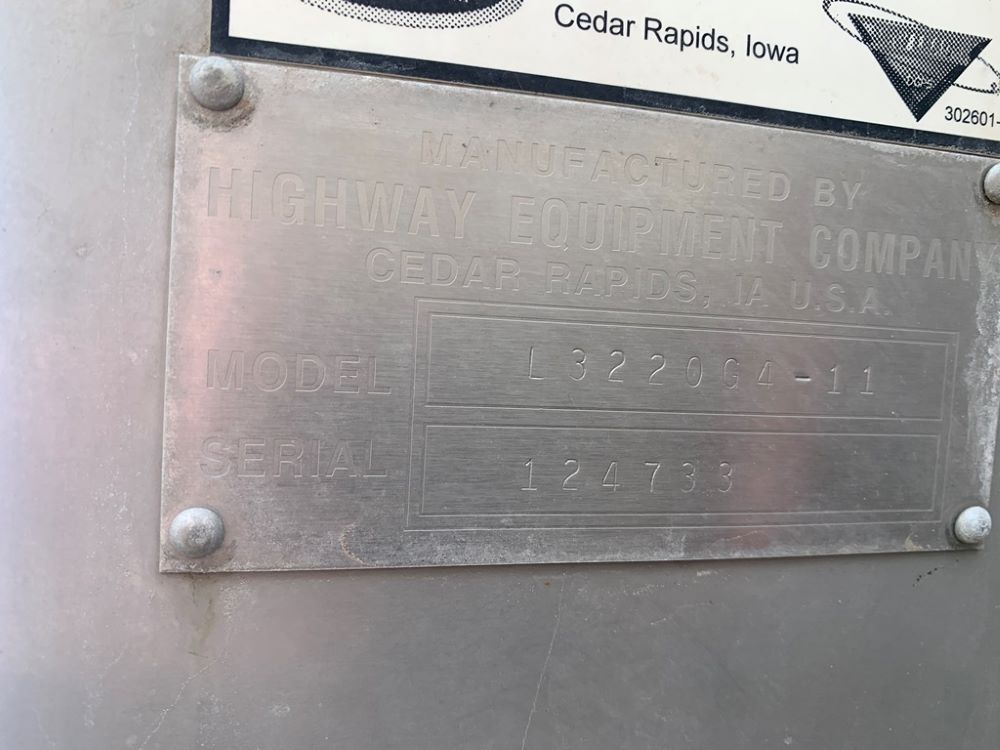 Cedar Rapids, Iowa
302601-
MANUFACTURED BY
HIGHWAY EQUIPMENT COMPANY
CEDAR RAPIDS, IA U.S.A.
MODEL L3220G4-11
SERIAL 124733